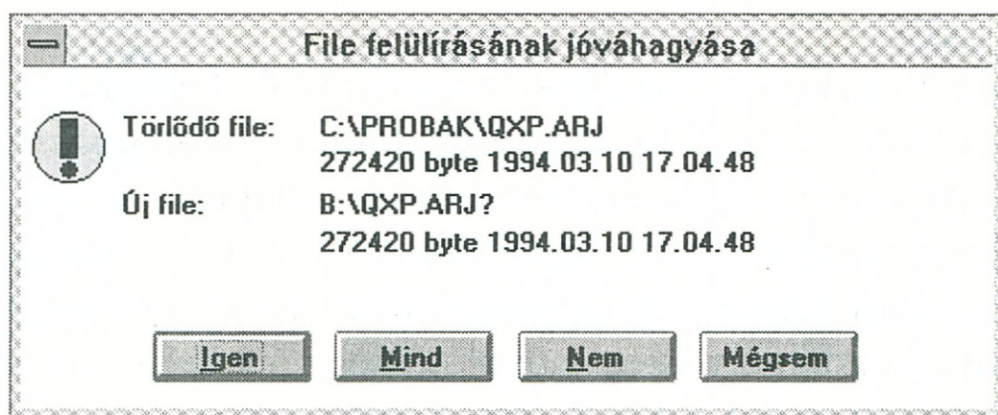 File felülírásának jóváhagyása
Törlődő file: C:\PROBAK\QXP.ARJ
272420 byte 1994.03.10 17.04.48
Új file: B:\QXP.ARJ?
272420 byte 1994.03.10 17.04.48
Igen Mind Nem Mégsem